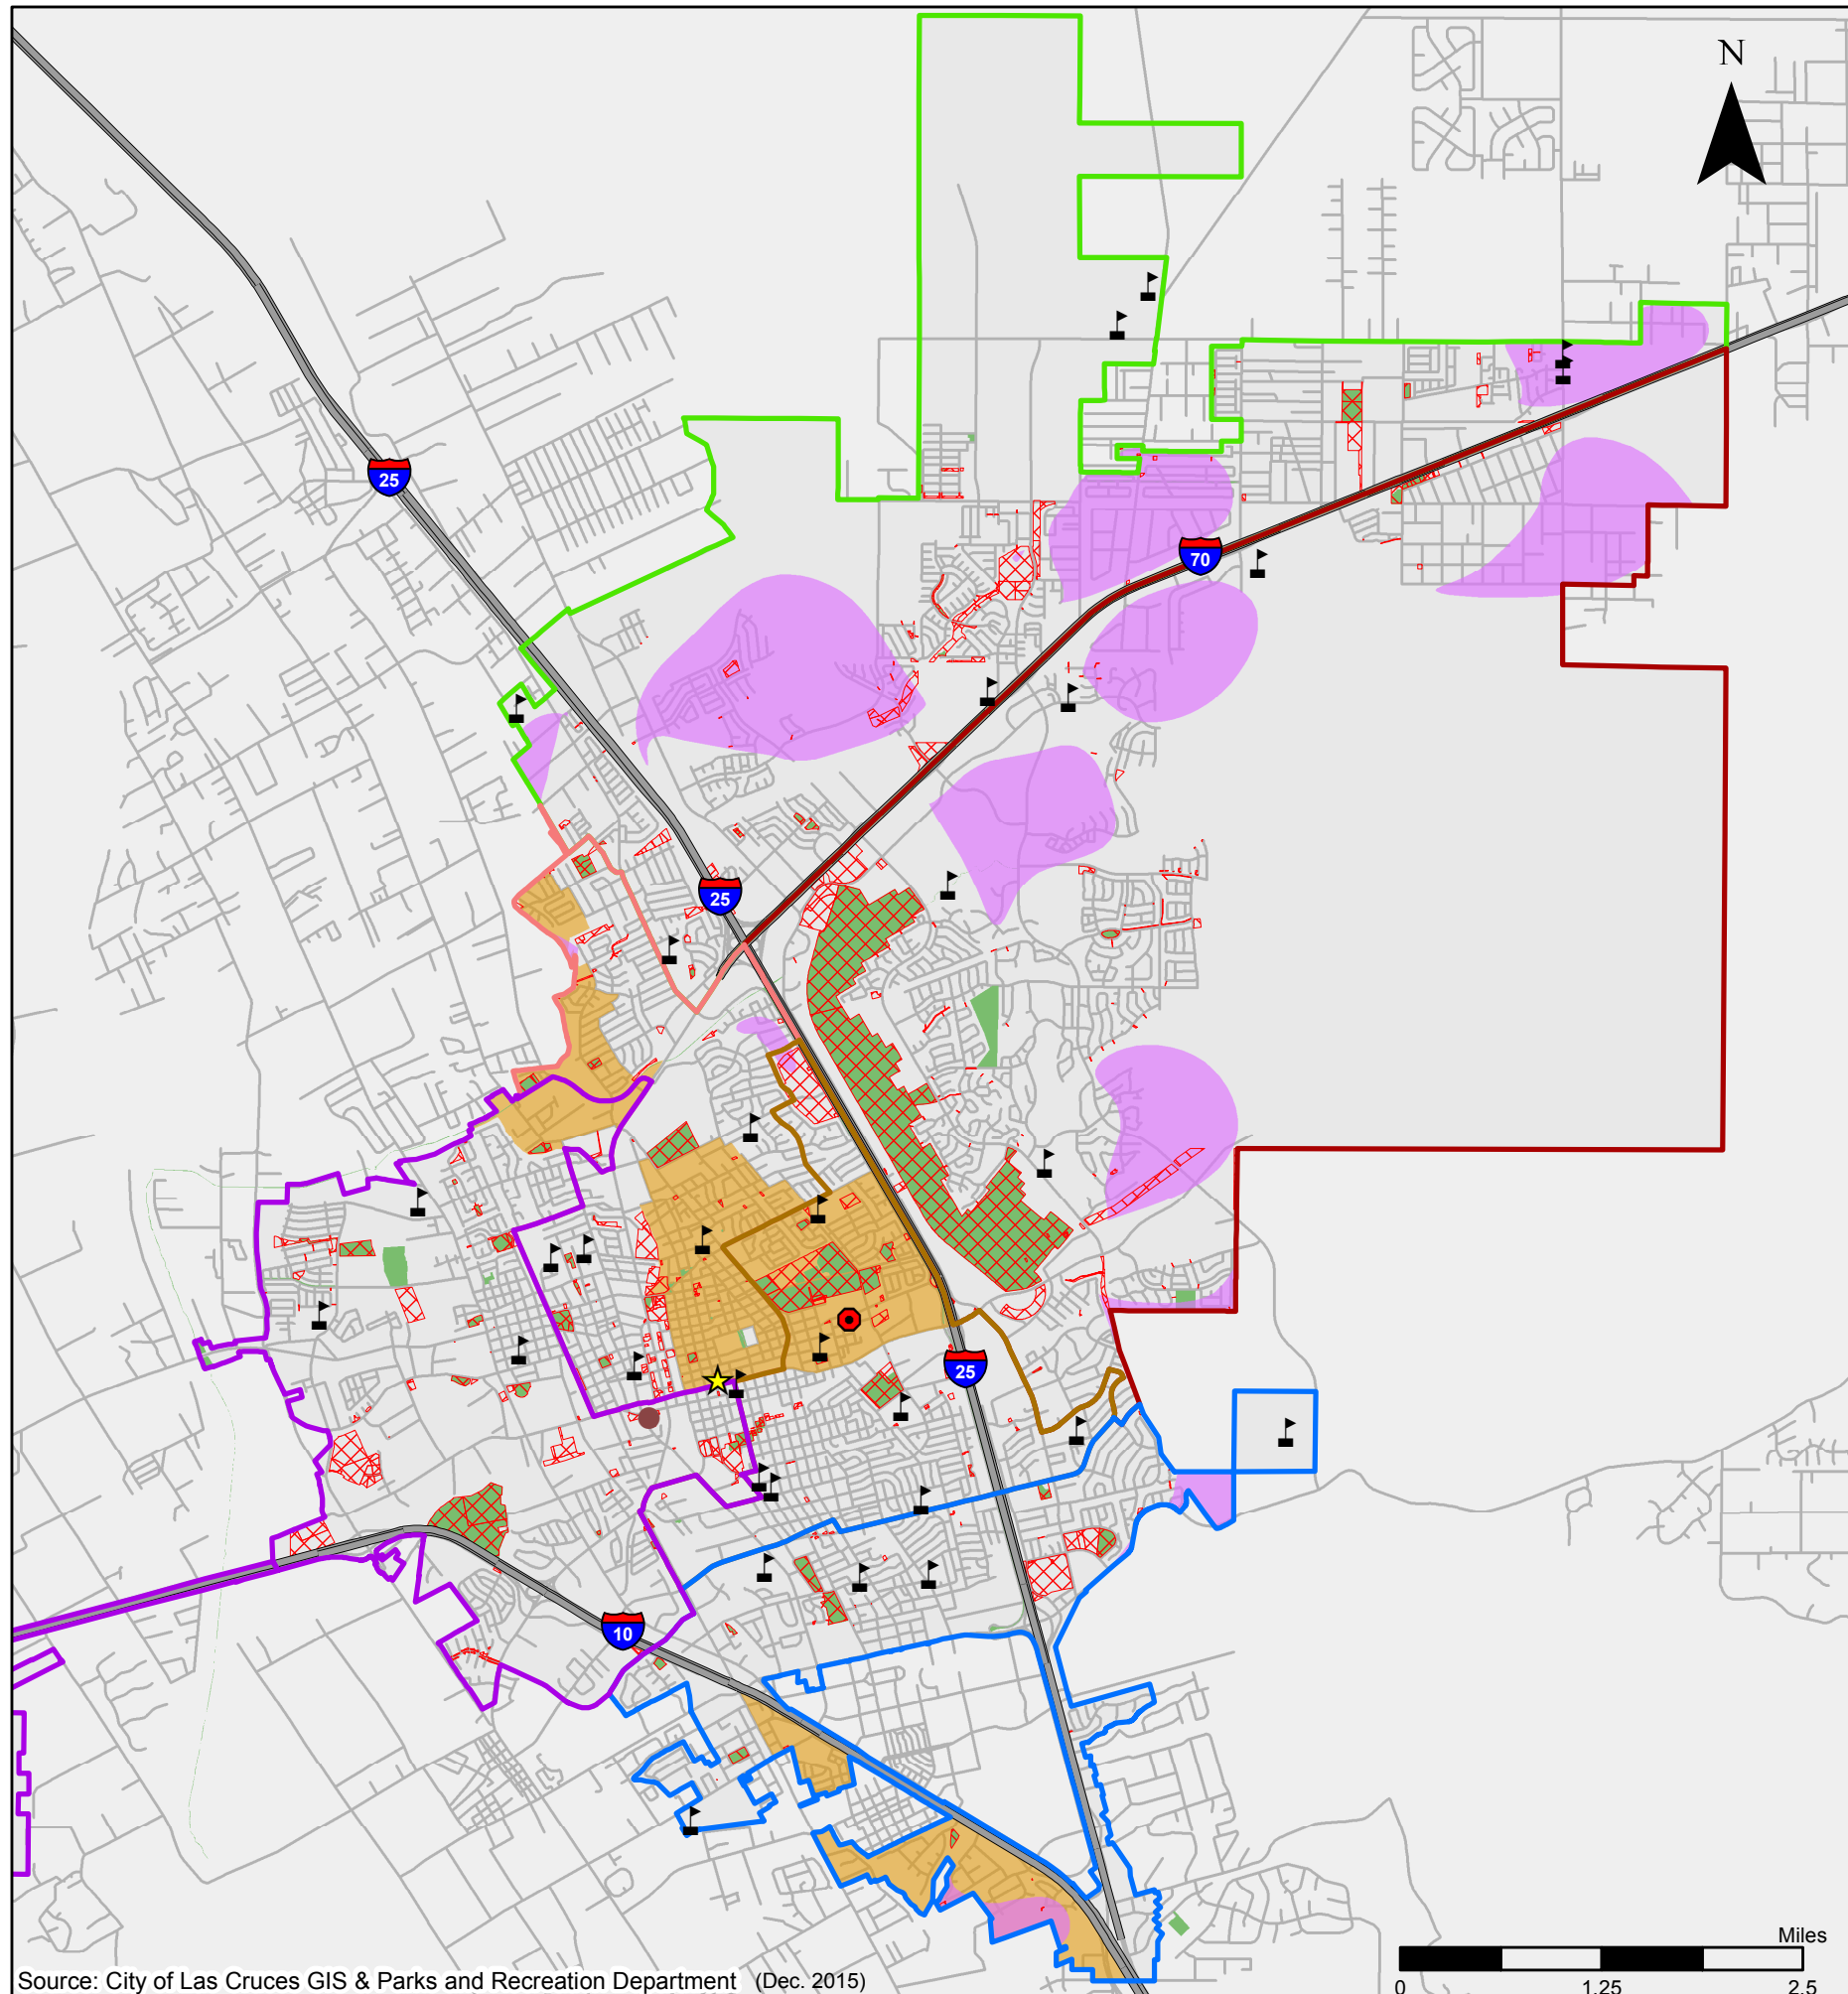 N
25
70
25
25
10
Miles
0 1.25 2.5
Source: City of Las Cruces GIS & Parks and Recreation Department (Dec. 2015)